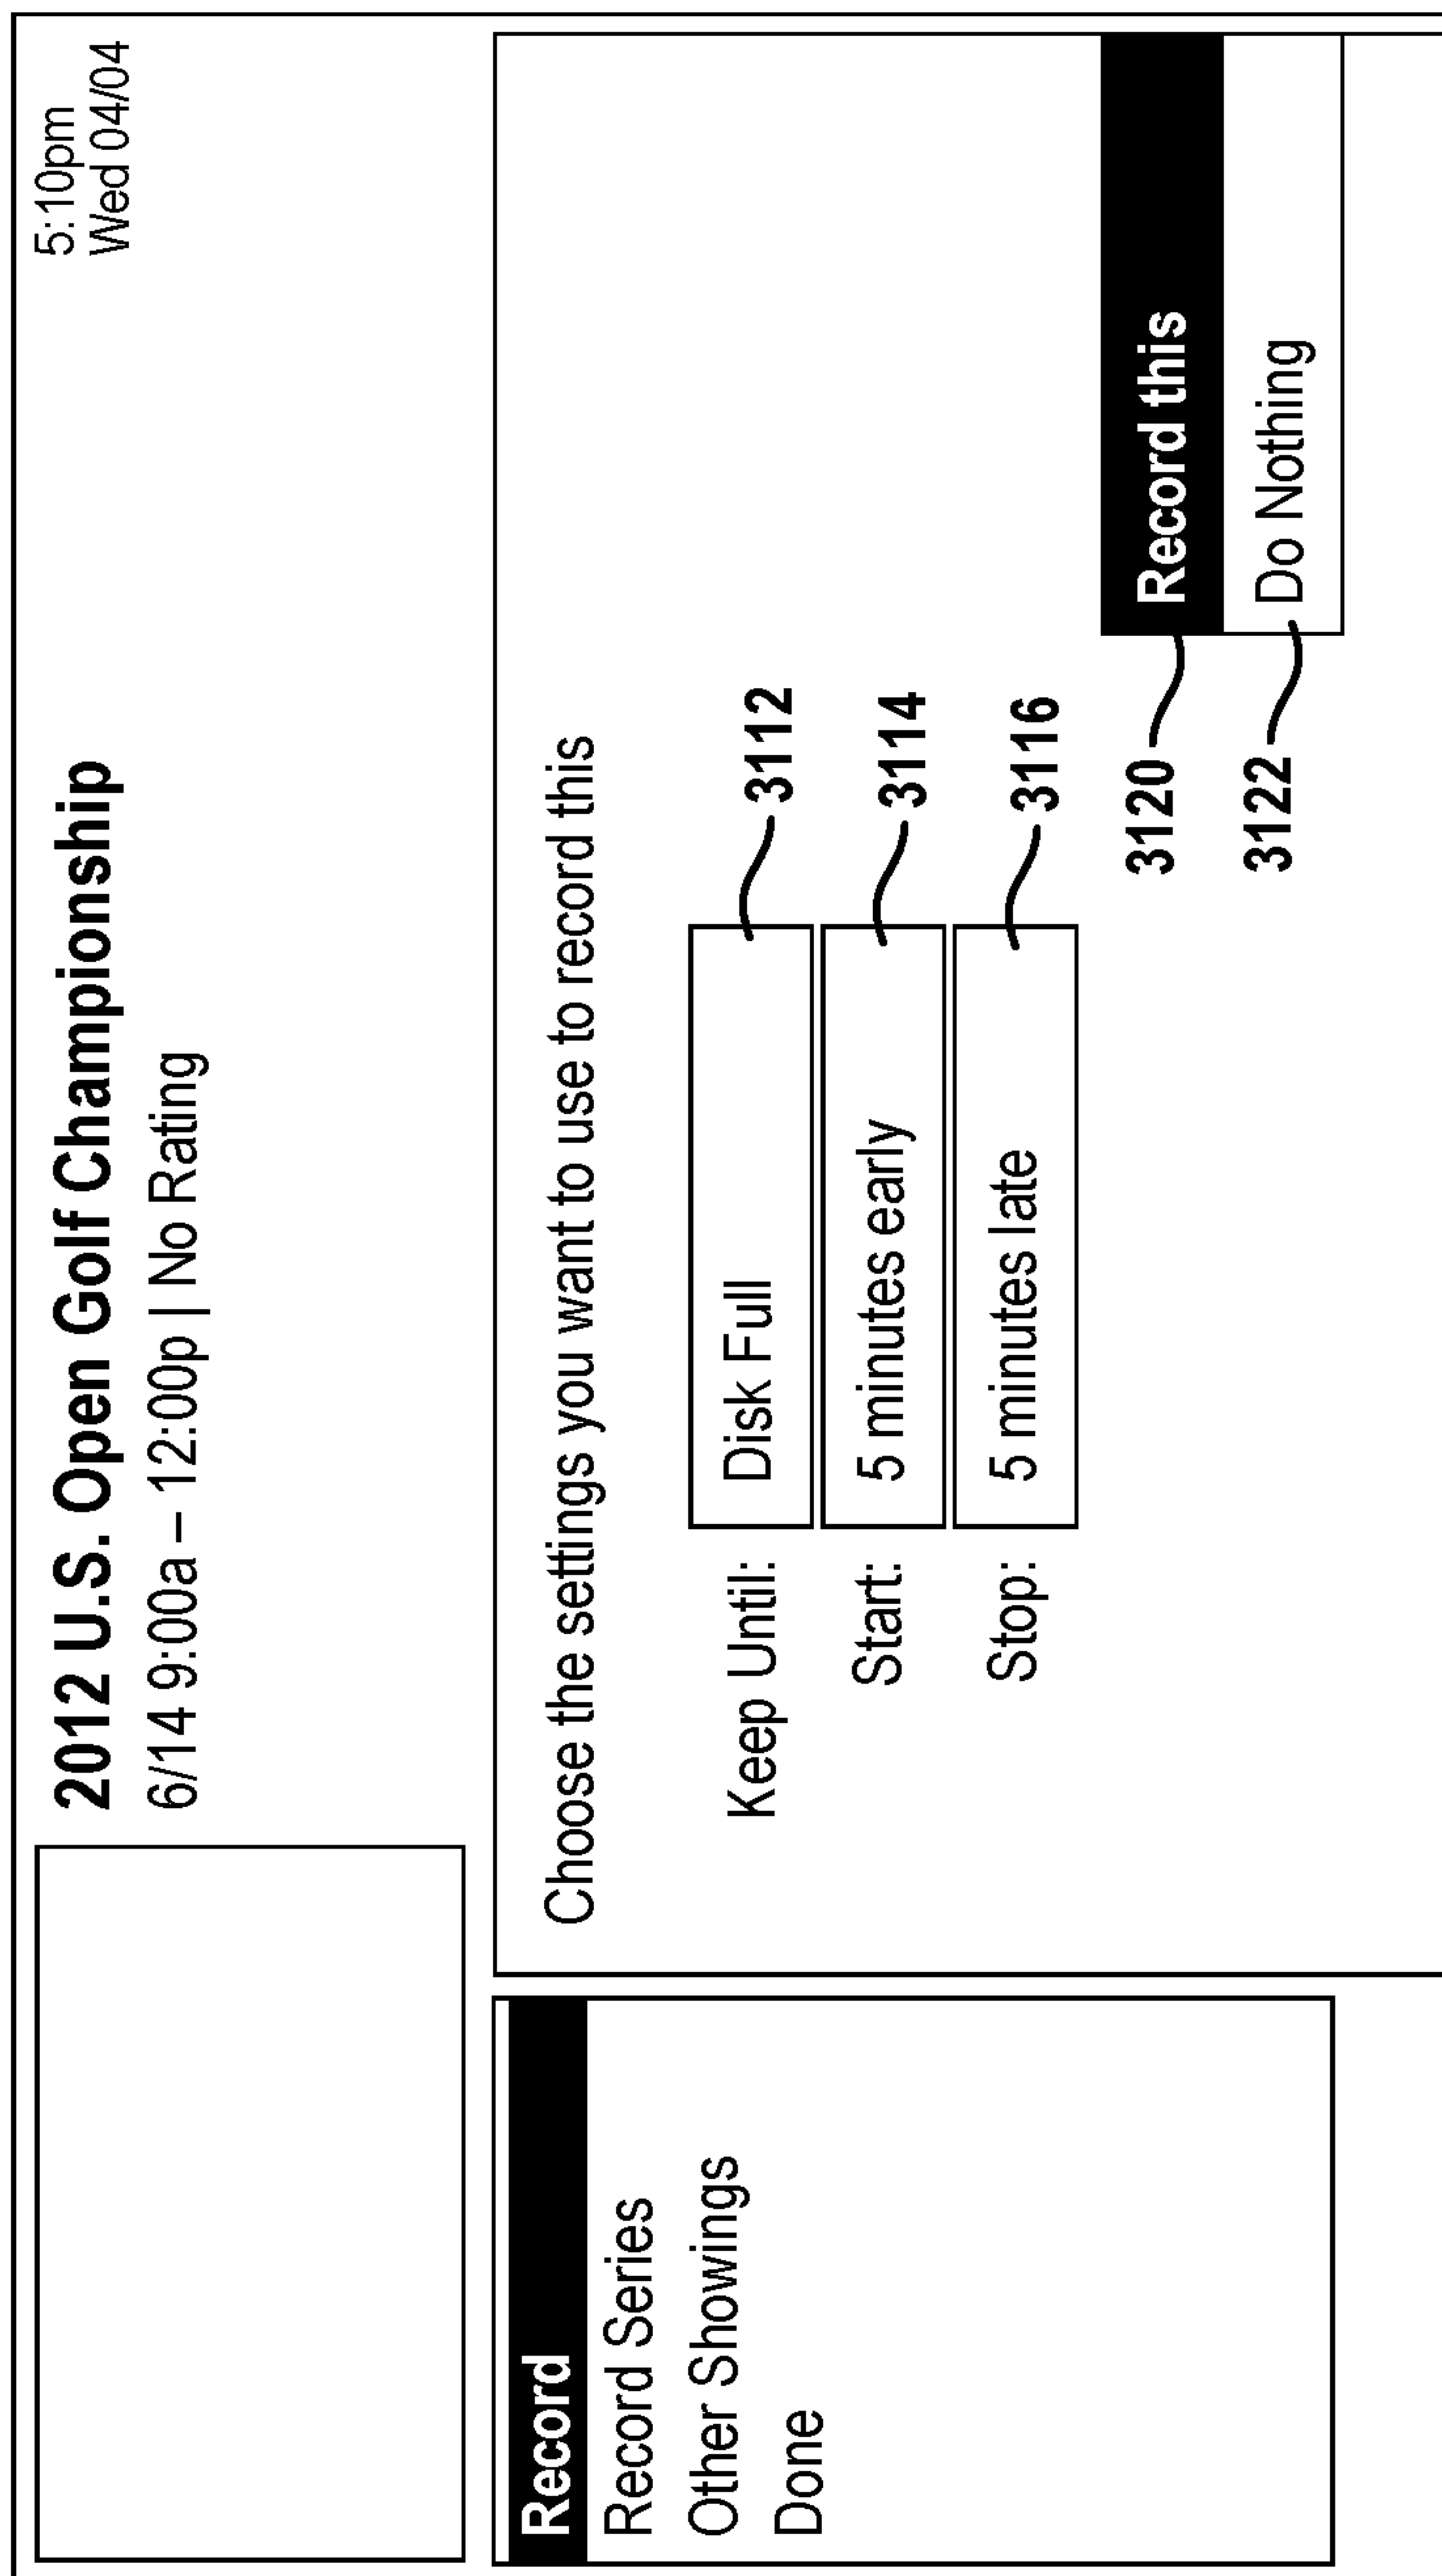 2012 U.S. Open Golf Championship
6/14 9:00a – 12:00p | No Rating
5:10pm
Wed 04/04
Record
Record Series
Other Showings
Done
Choose the settings you want to use to record this
Keep Until: Disk Full 3112
Start: 5 minutes early 3114
Stop: 5 minutes late 3116
3120 Record this
3122 Do Nothing